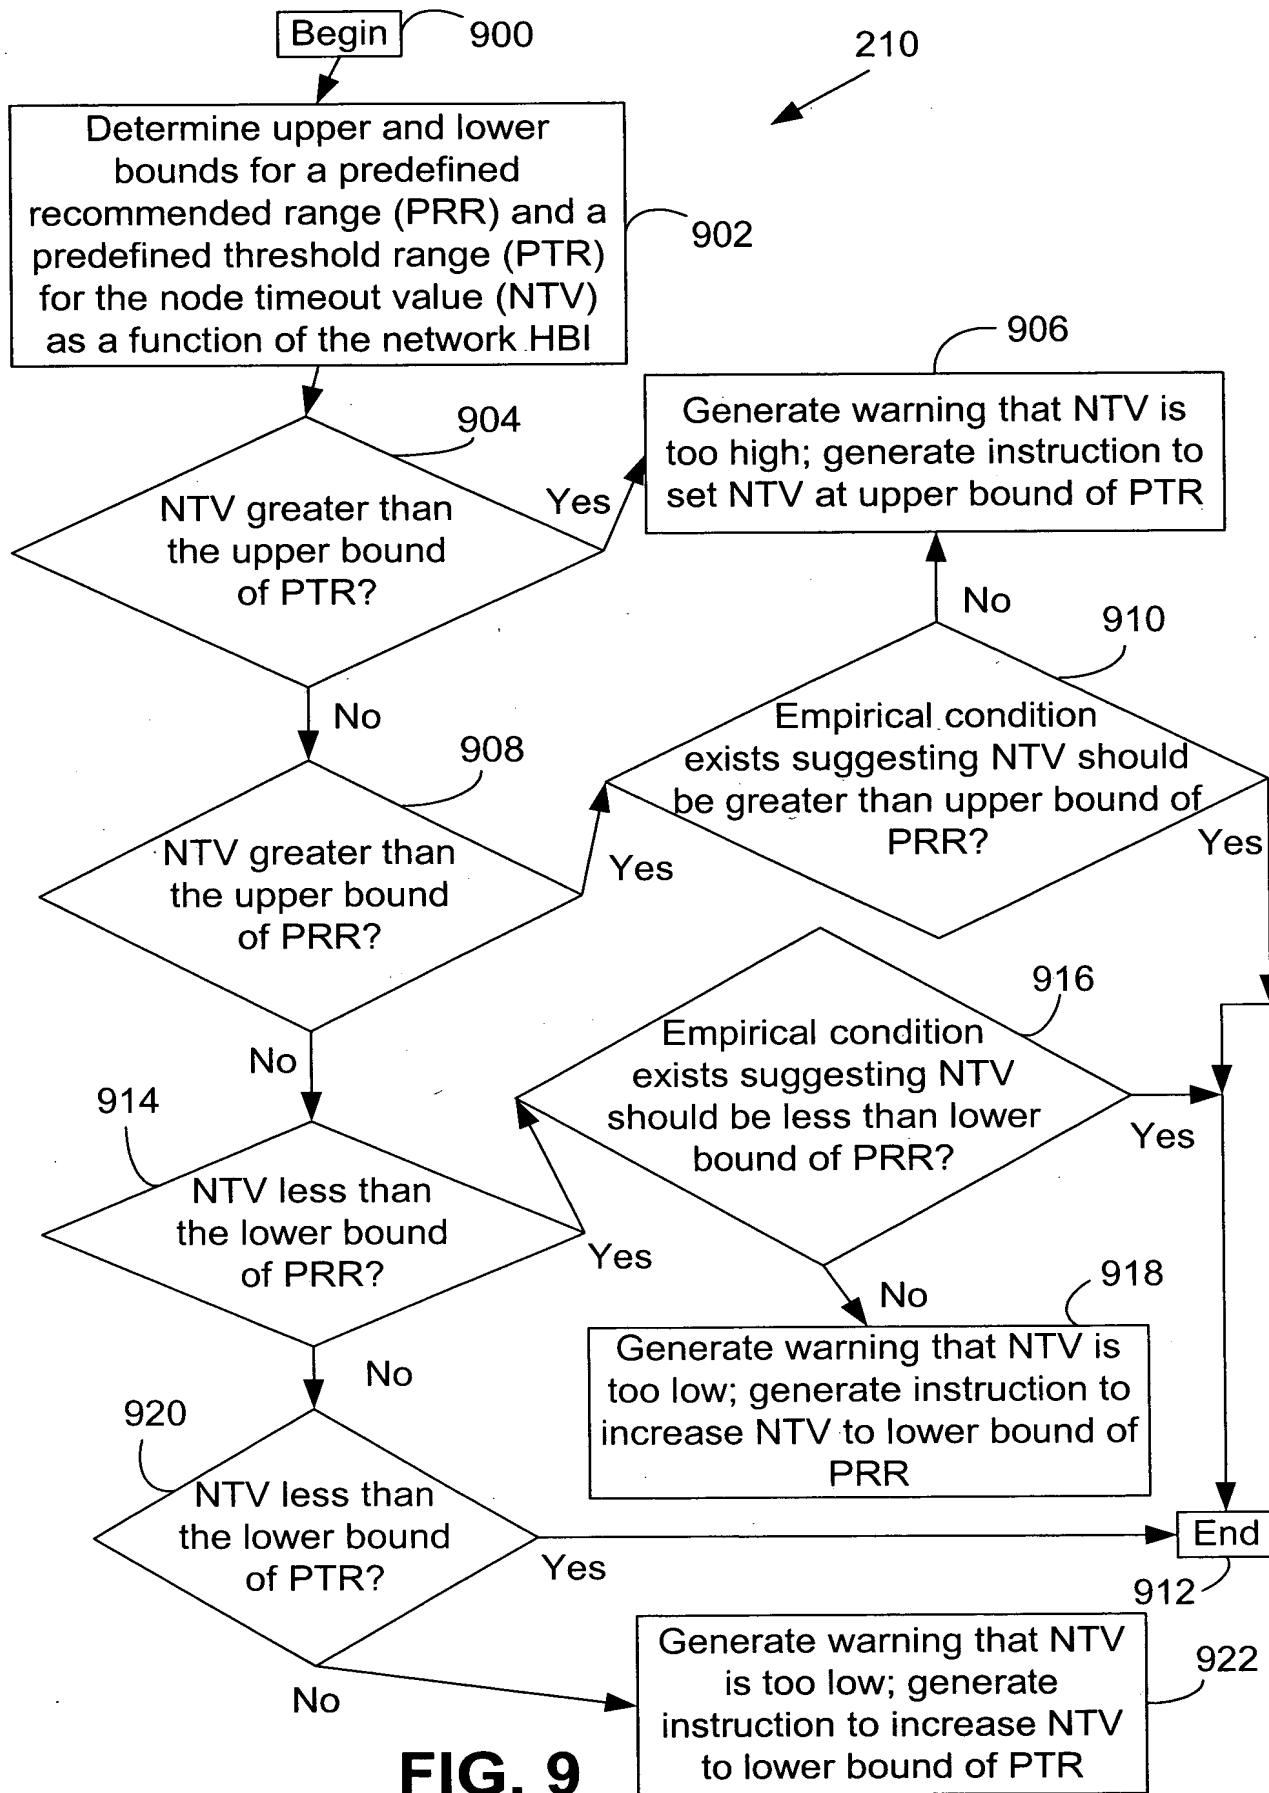 Begin
900
210
Determine upper and lower
bounds for a predefined
recommended range (PRR) and a
predefined threshold range (PTR)
for the node timeout value (NTV)
as a function of the network HBI
902
906
Generate warning that NTV is
too high; generate instruction to
set NTV at upper bound of PTR
904
NTV greater than
the upper bound
of PTR?
Yes
No
No
910
Empirical condition
exists suggesting NTV should
be greater than upper bound of
PRR?
Yes
908
NTV greater than
the upper bound
of PRR?
Yes
No
916
Empirical condition
exists suggesting NTV
should be less than lower
bound of PRR?
Yes
No
914
NTV less than
the lower bound
of PRR?
Yes
No
918
Generate warning that NTV is
too low; generate instruction to
increase NTV to lower bound of
PRR
920
NTV less than
the lower bound
of PTR?
Yes
No
End
912
Generate warning that NTV
is too low; generate
instruction to increase NTV
to lower bound of PTR
922
FIG. 9